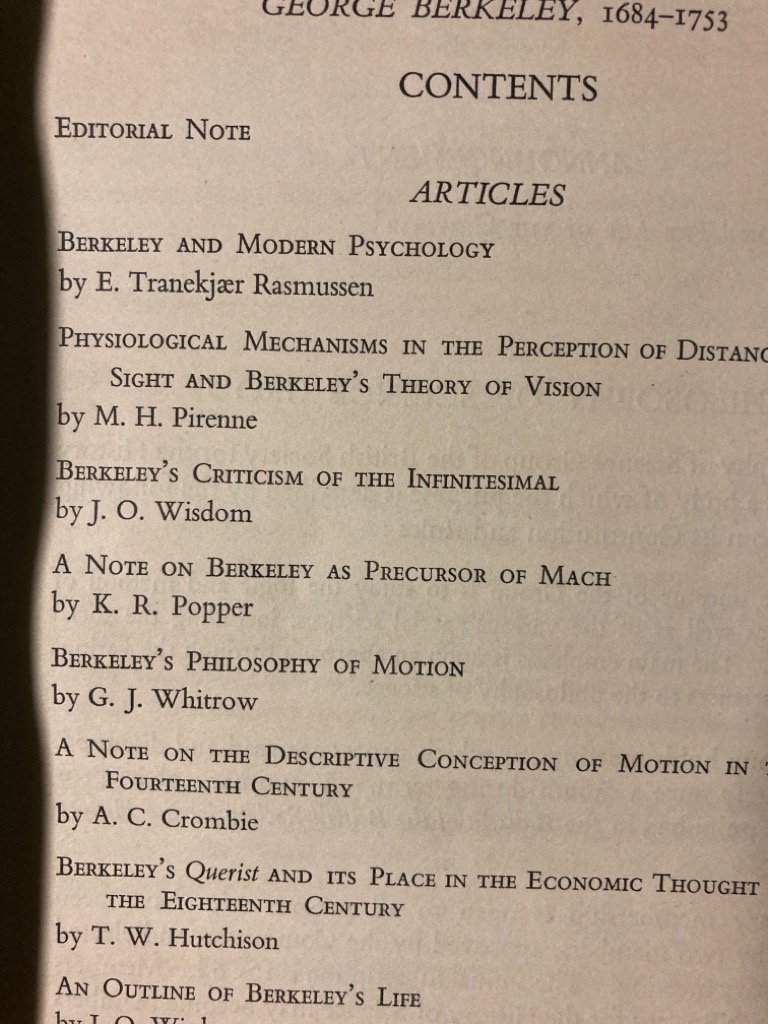 GEORGE BERKELEY, 1684–1753
CONTENTS
EDITORIAL NOTE
ARTICLES
BERKELEY AND MODERN PSYCHOLOGY
by E. Tranekjær Rasmussen
PHYSIOLOGICAL MECHANISMS IN THE PERCEPTION OF
SIGHT AND BERKELEY'S THEORY OF VISION
by M. H. Pirenne
BERKELEY'S CRITICISM OF THE INFINITESIMAL
by J. O. Wisdom
A NOTE ON BERKELEY AS PRECURSOR OF MACH
by K. R. Popper
BERKELEY'S PHILOSOPHY OF MOTION
by G. J. Whitrow
A NOTE ON THE DESCRIPTIVE CONCEPTION OF MOTION IN
FOURTEENTH CENTURY
by A. C. Crombie
BERKELEY'S Querist AND ITS PLACE IN THE ECONOMIC THOUGHT
THE EIGHTEENTH CENTURY
by T. W. Hutchison
AN OUTLINE OF BERKELEY'S LIFE
by J. O.